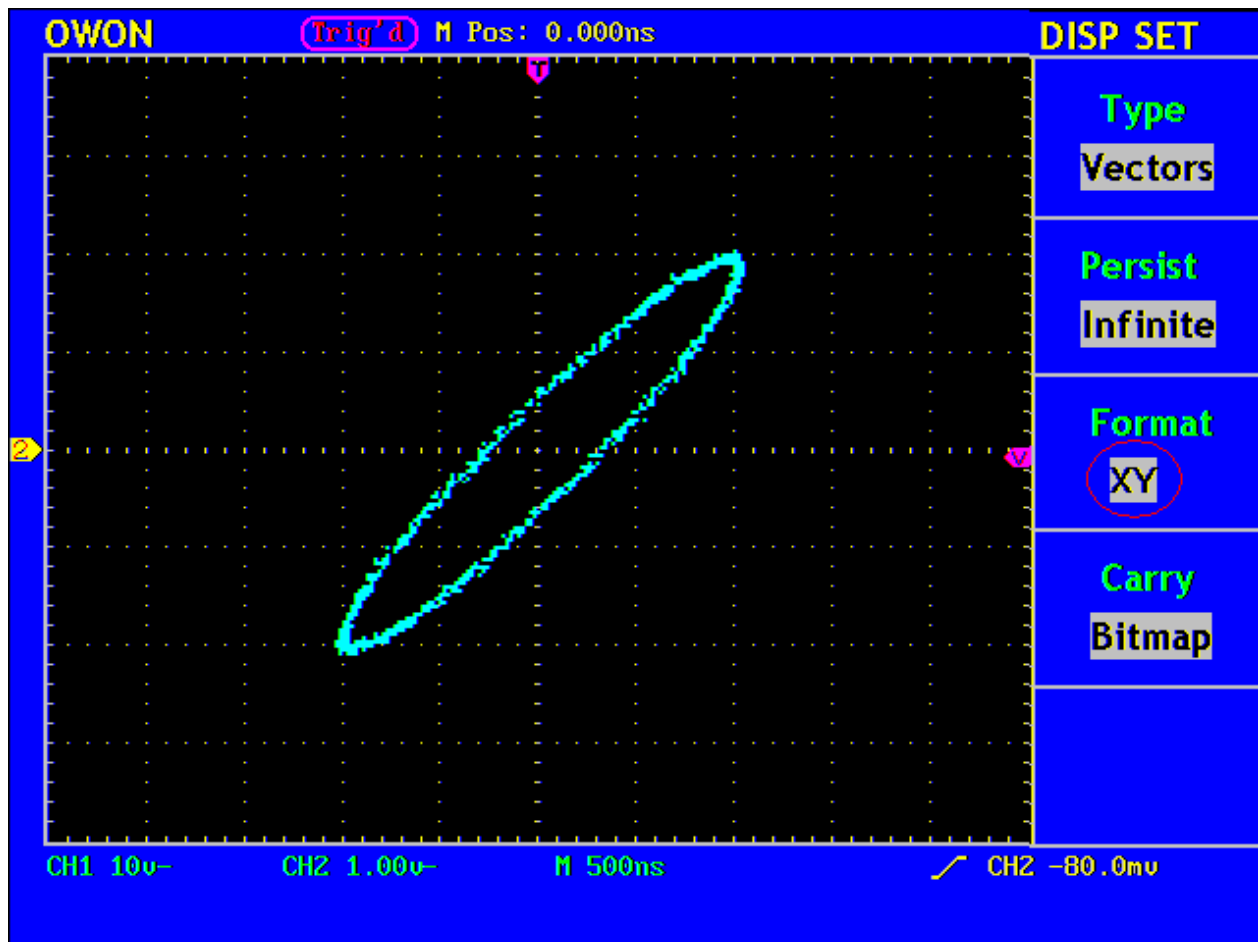 OWON Trig'd M Pos: 0.000ns DISP SET
T
Type
Vectors
Persist
Infinite
Format
XY
2
V
Carry
Bitmap
CH1 10v- CH2 1.00v- M 500ns CH2 -80.0mv